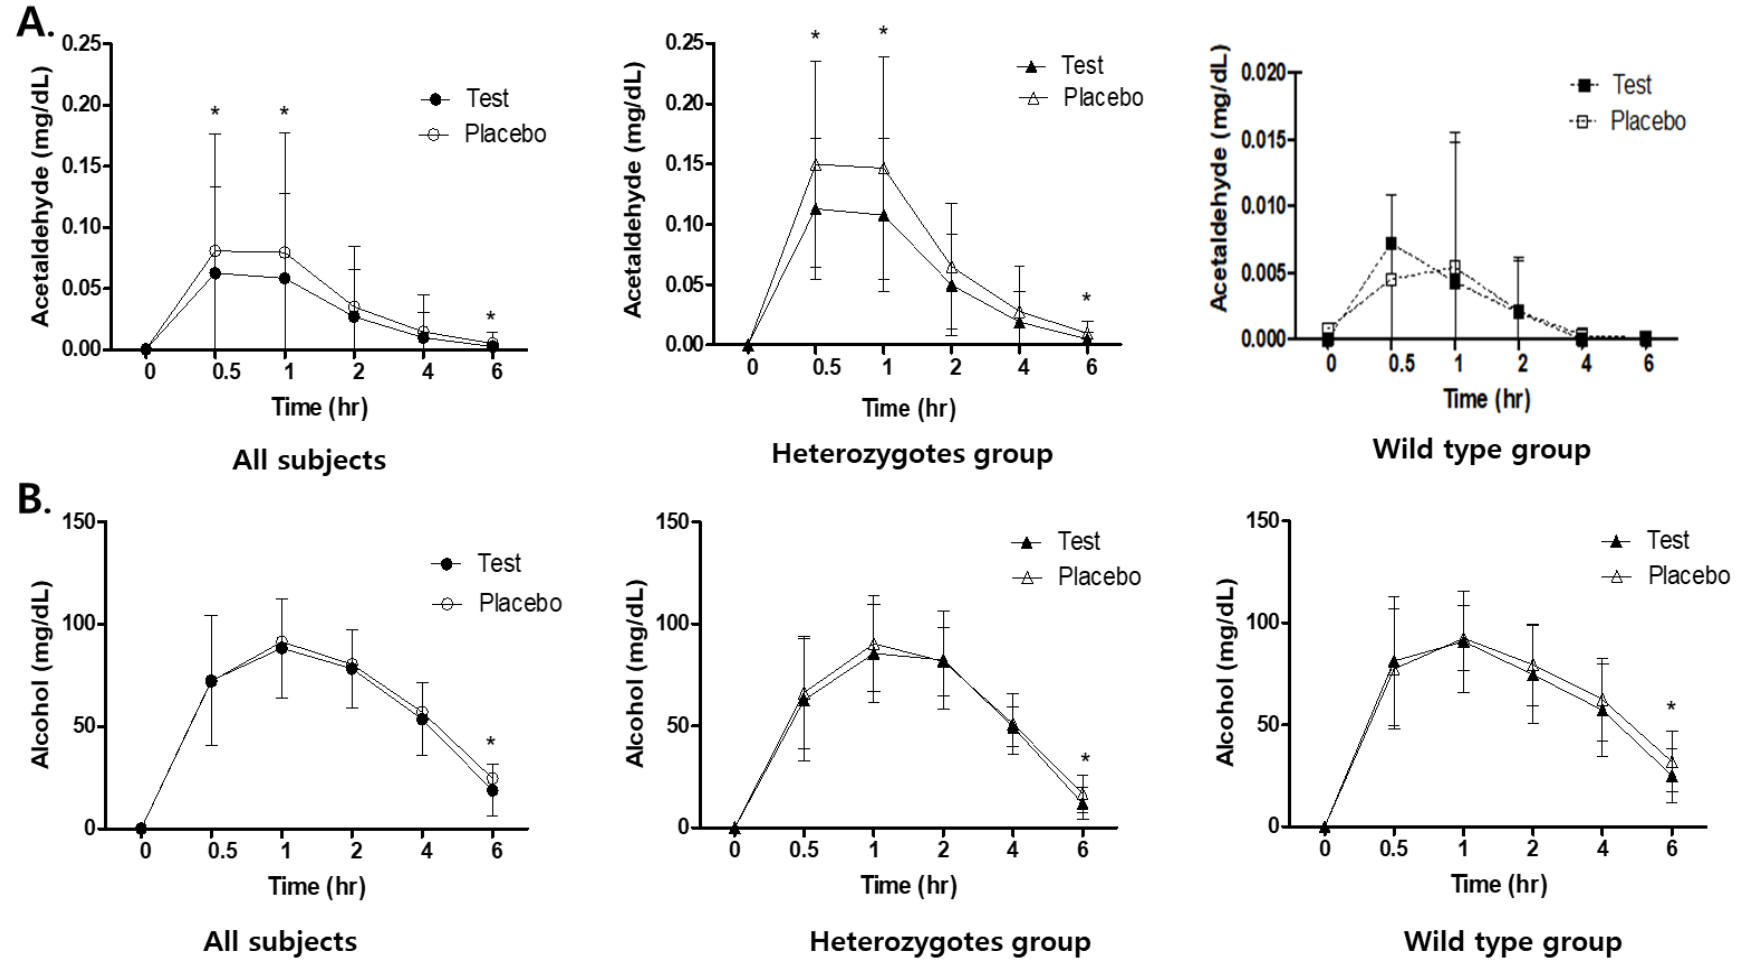 A.
0.25
0.20
0.15
0.10
0.05
0.00
Acetaldehyde (mg/dL)
* * *
Test
Placebo
0 0.5 1 2 4 6
Time (hr)
All subjects
0.25
0.20
0.15
0.10
0.05
0.00
Acetaldehyde (mg/dL)
* * *
Test
Placebo
0 0.5 1 2 4 6
Time (hr)
Heterozygotes group
0.020
0.015
0.010
0.005
0.000
Acetaldehyde (mg/dL)
Test
Placebo
0 0.5 1 2 4 6
Time (hr)
Wild type group
B.
150
100
50
0
Alcohol (mg/dL)
*
Test
Placebo
0 0.5 1 2 4 6
Time (hr)
All subjects
150
100
50
0
Alcohol (mg/dL)
*
Test
Placebo
0 0.5 1 2 4 6
Time (hr)
Heterozygotes group
150
100
50
0
Alcohol (mg/dL)
*
Test
Placebo
0 0.5 1 2 4 6
Time (hr)
Wild type group